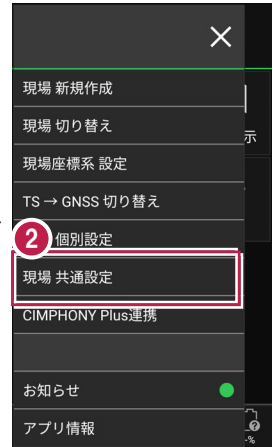 現場 新規作成
現場 切り替え
示
現場座標系 設定
TS → GNSS 切り替え
2
個別設定
現場 共通設定
CIMPHONY Plus連携
お知らせ
アプリ情報
-%